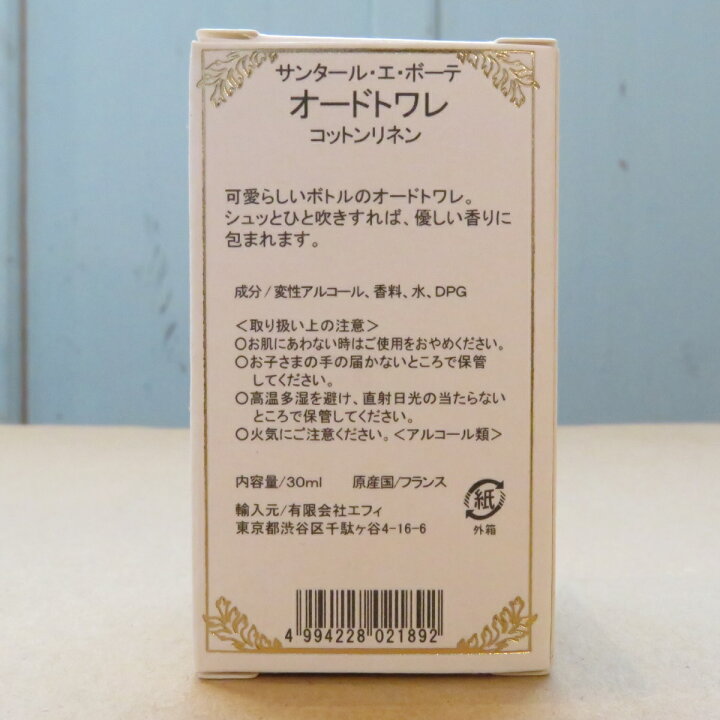 サンタール・エ・ボーテ
オードトワレ
コットンリネン
可愛らしいボトルのオードトワレ。
シュッとひと吹きすれば、優しい香りに
包まれます。
成分/変性アルコール、香料、水、DPG
＜取り扱い上の注意＞
○お肌にあわない時はご使用をおやめください。
○お子さまの手の届かないところで保管
してください。
○高温多湿を避け、直射日光の当たらない
ところで保管してください。
○火気にご注意ください。＜アルコール類＞
内容量/30ml 原産国/フランス
輸入元/有限会社エフィ
東京都渋谷区千駄ヶ谷4-16-6
紙
外箱
4 994228 021892